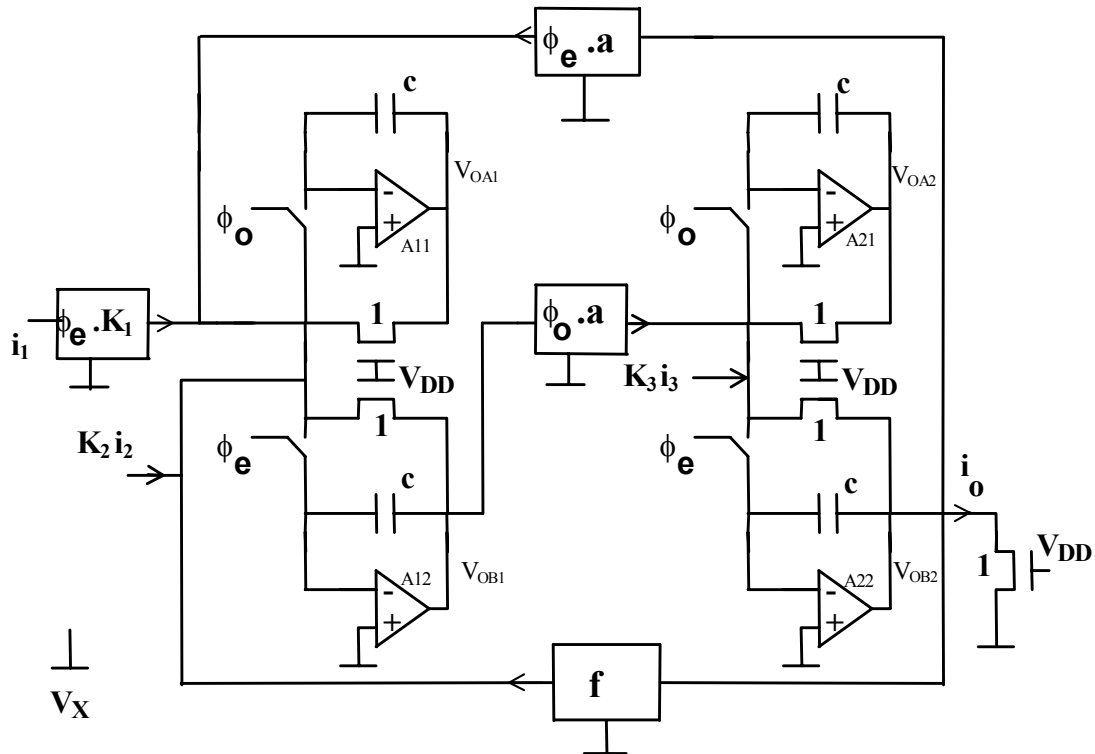 ϕe .a
c
c
VOA1
VOA2
ϕo
-
+
A11
ϕo
-
+
A21
ϕe .K1
i1
1
ϕo .a
1
VDD
K3 i3
VDD
1
1
K2 i2
ϕe
ϕe
c
c
io
A12
VOB1
-
+
A22
VOB2
-
+
1
VDD
f
VX